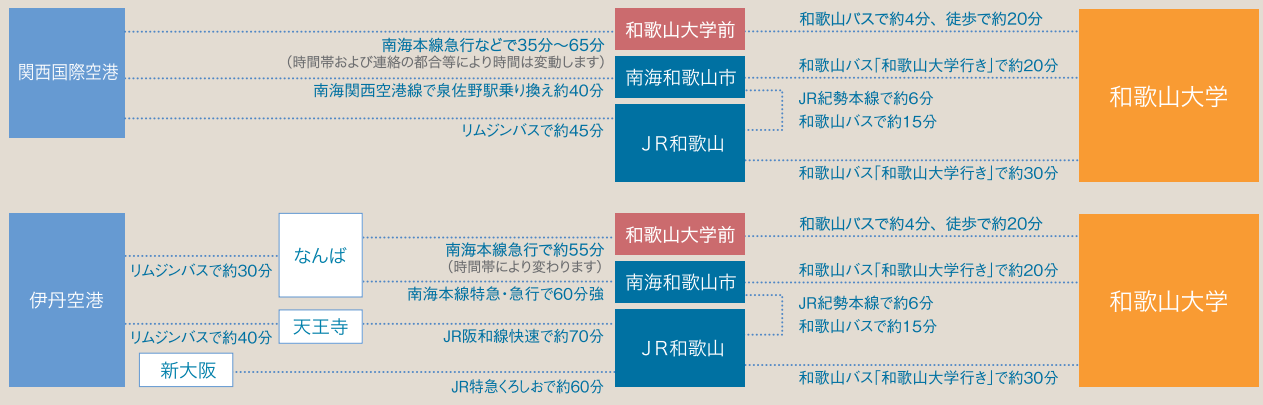 関西国際空港
南海本線急行などで35分〜65分
（時間帯および連絡の都合等により時間は変動します）
南海関西空港線で泉佐野駅乗り換え約40分
リムジンバスで約45分
和歌山大学前
南海和歌山市
ＪＲ和歌山
和歌山バスで約4分、徒歩で約20分
和歌山バス「和歌山大学行き」で約20分
JR紀勢本線で約6分
和歌山バスで約15分
和歌山バス「和歌山大学行き」で約30分
和歌山大学
伊丹空港
リムジンバスで約30分
リムジンバスで約40分
なんば
天王寺
新大阪
南海本線急行で約55分
（時間帯により変わります）
南海本線特急・急行で60分強
JR阪和線快速で約70分
JR特急くろしおで約60分
和歌山大学前
南海和歌山市
ＪＲ和歌山
和歌山バスで約4分、徒歩で約20分
和歌山バス「和歌山大学行き」で約20分
JR紀勢本線で約6分
和歌山バスで約15分
和歌山バス「和歌山大学行き」で約30分
和歌山大学